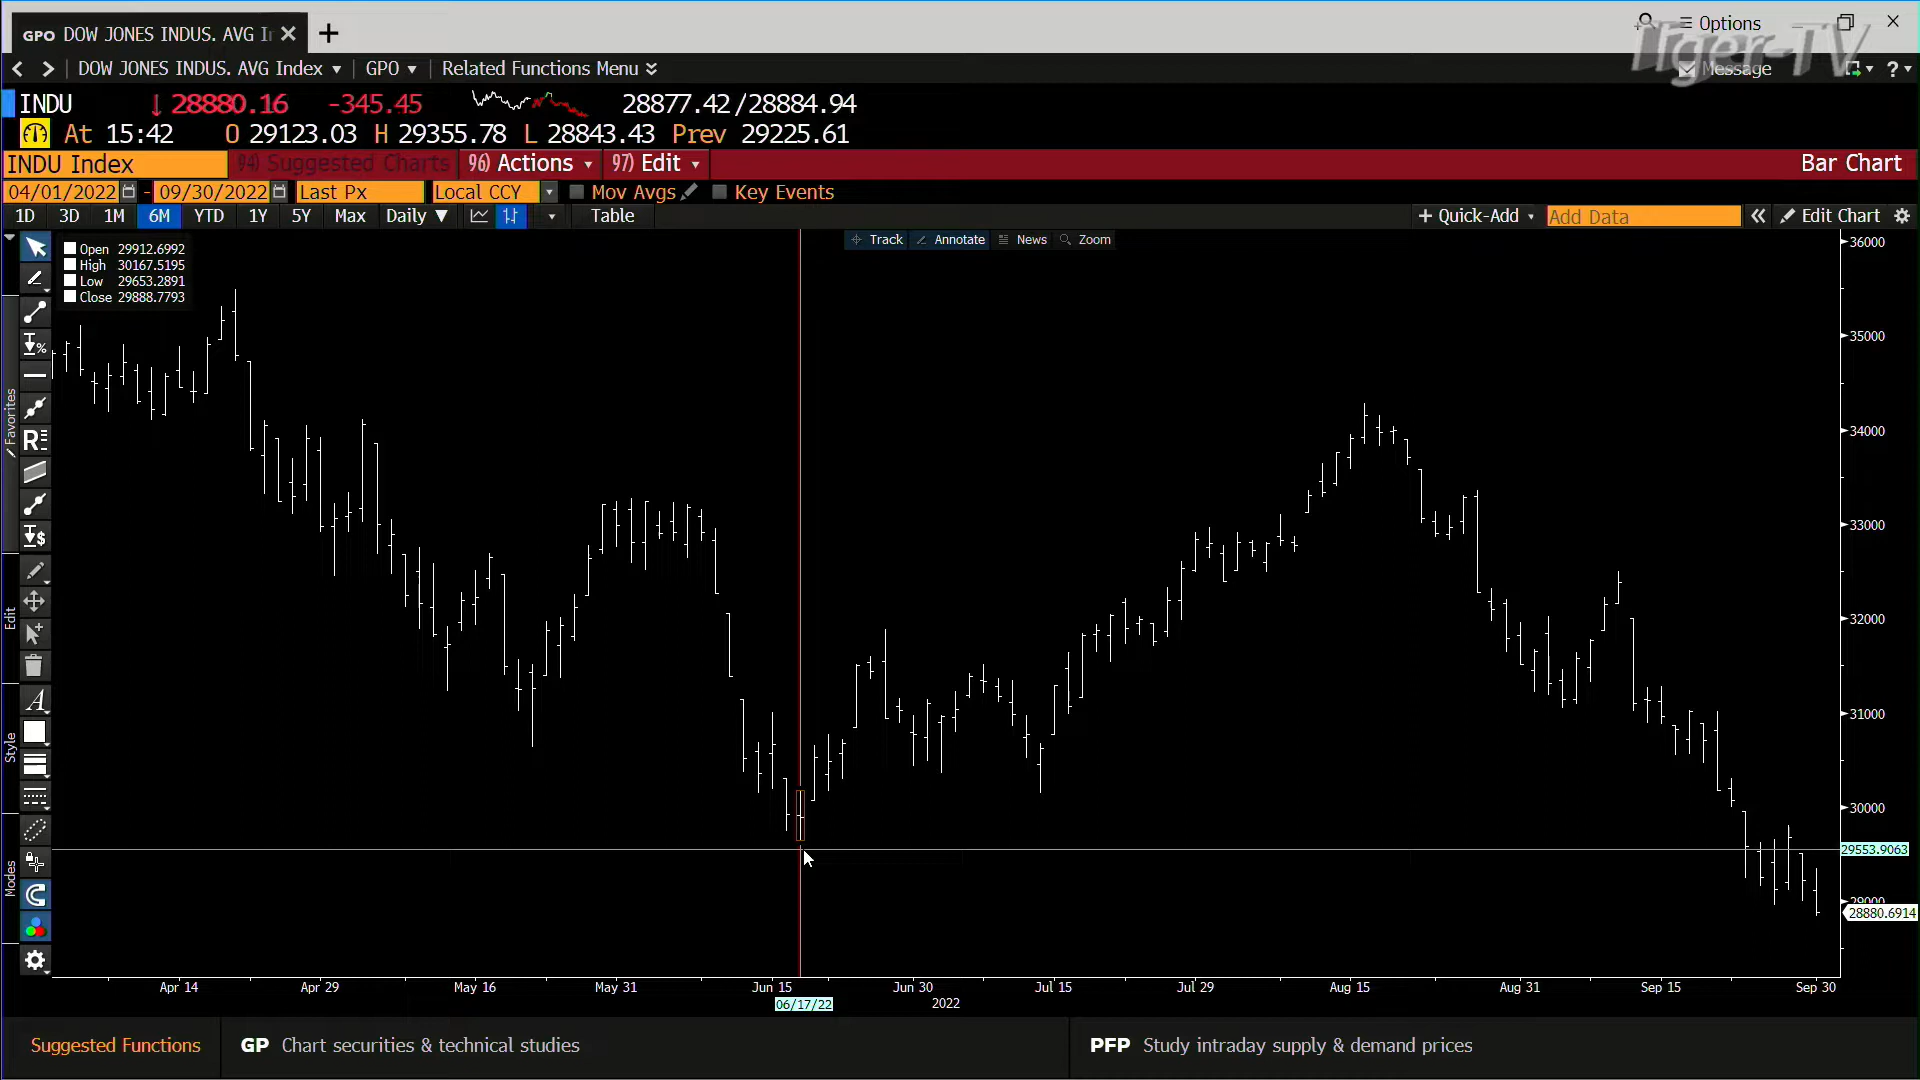 GPO DOW JONES INDUS. AVG In
Options
Tiger-TV
DOW JONES INDUS. AVG Index GPO Related Functions Menu Message ?
INDU ↓ 28880.16 -345.45 28877.42/28884.94
At 15:42 O 29123.03 H 29355.78 L 28843.43 Prev 29225.61
INDU Index 94) Suggested Charts 96) Actions 97) Edit Bar Chart
04/01/2022 - 09/30/2022 Last Px Local CCY Mov Avgs Key Events
1D 3D 1M 6M YTD 1Y 5Y Max Daily ▼ Table + Quick-Add Add Data « Edit Chart
Track Annotate News Zoom
Open 29912.6992
High 30167.5195
Low 29653.2891
Close 29888.7793
36000
35000
34000
33000
32000
31000
30000
29553.9063
29000
28880.6914
Favorites
Edit
Style
Modes
Apr 14 Apr 29 May 16 May 31 Jun 15 Jun 30 Jul 15 Jul 29 Aug 15 Aug 31 Sep 15 Sep 30
06/17/22 2022
Suggested Functions GP Chart securities & technical studies PFP Study intraday supply & demand prices